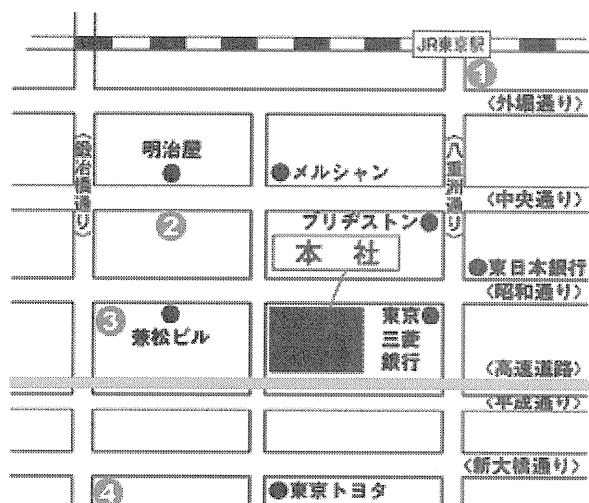 JR東京駅
1
〈外堀通り〉
明治屋
メルシャン
(鍛治橋通り)
(八重洲通り)
〈中央通り〉
2
ブリヂストン
本 社
東日本銀行
〈昭和通り〉
3
兼松ビル
東京
三菱
銀行
〈高速道路〉
〈平成通り〉
〈新大橋通り〉
4
東京トヨタ